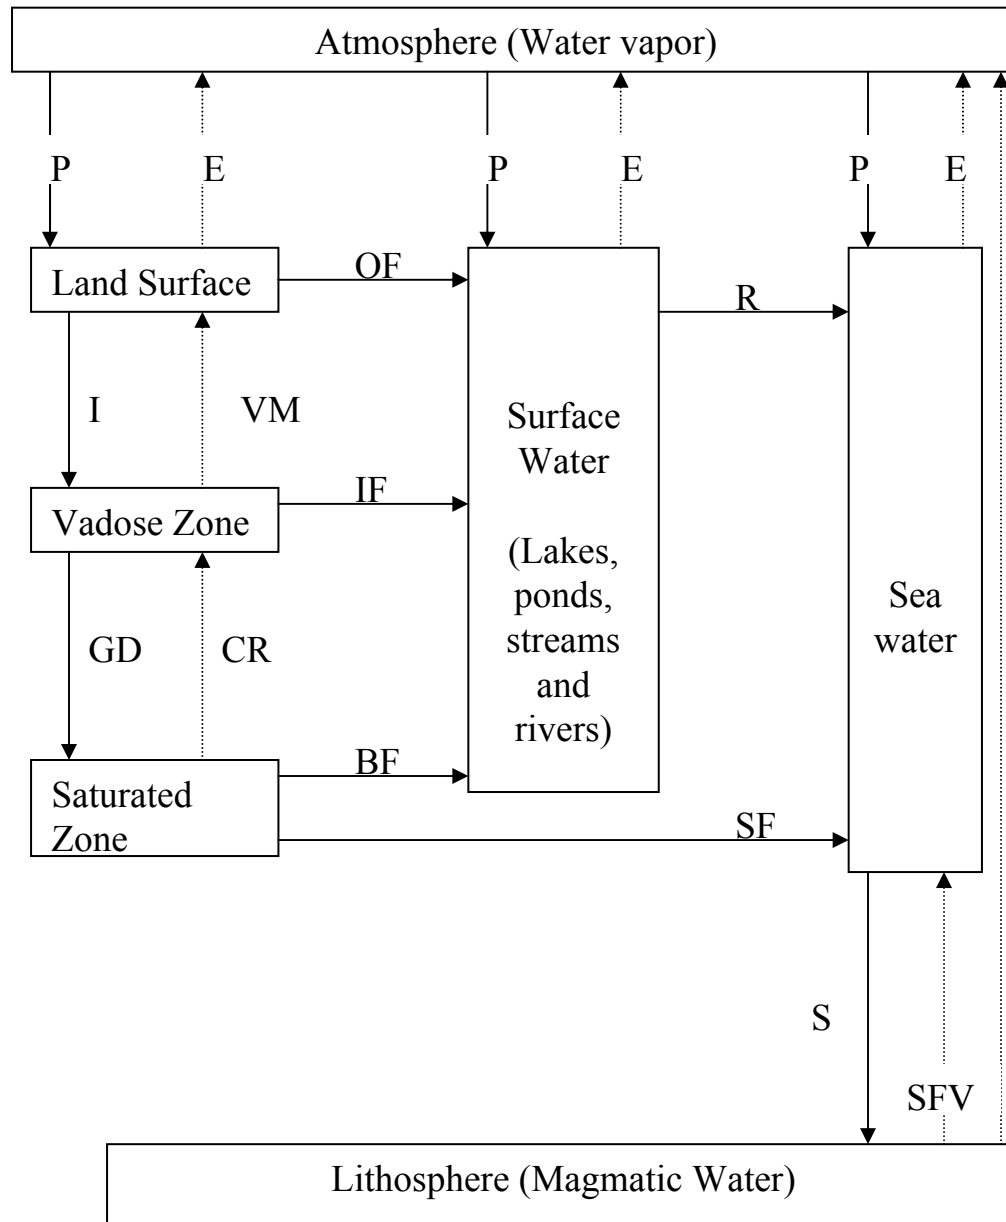 Atmosphere (Water vapor)
P
E
P
E
P
E
Land Surface
OF
R
I
VM
Surface
Water
(Lakes,
ponds,
streams
and
rivers)
Vadose Zone
IF
Sea
water
GD
CR
Saturated
Zone
BF
SF
S
SFV
Lithosphere (Magmatic Water)